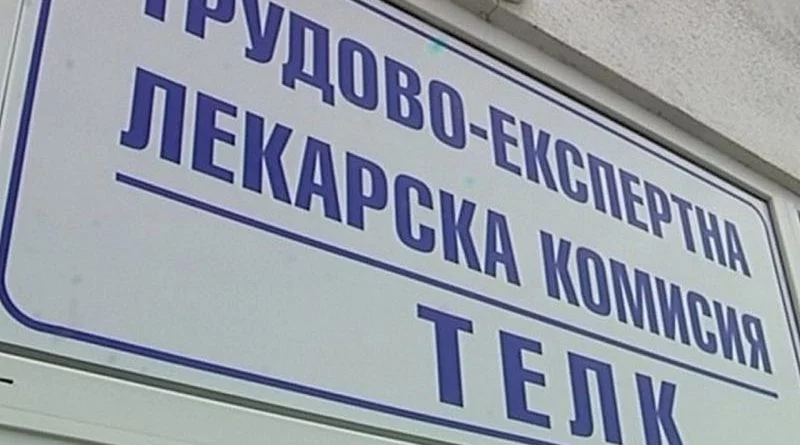 ТРУДОВО-ЕКСПЕРТНА
ЛЕКАРСКА КОМИСИЯ
ТЕЛК